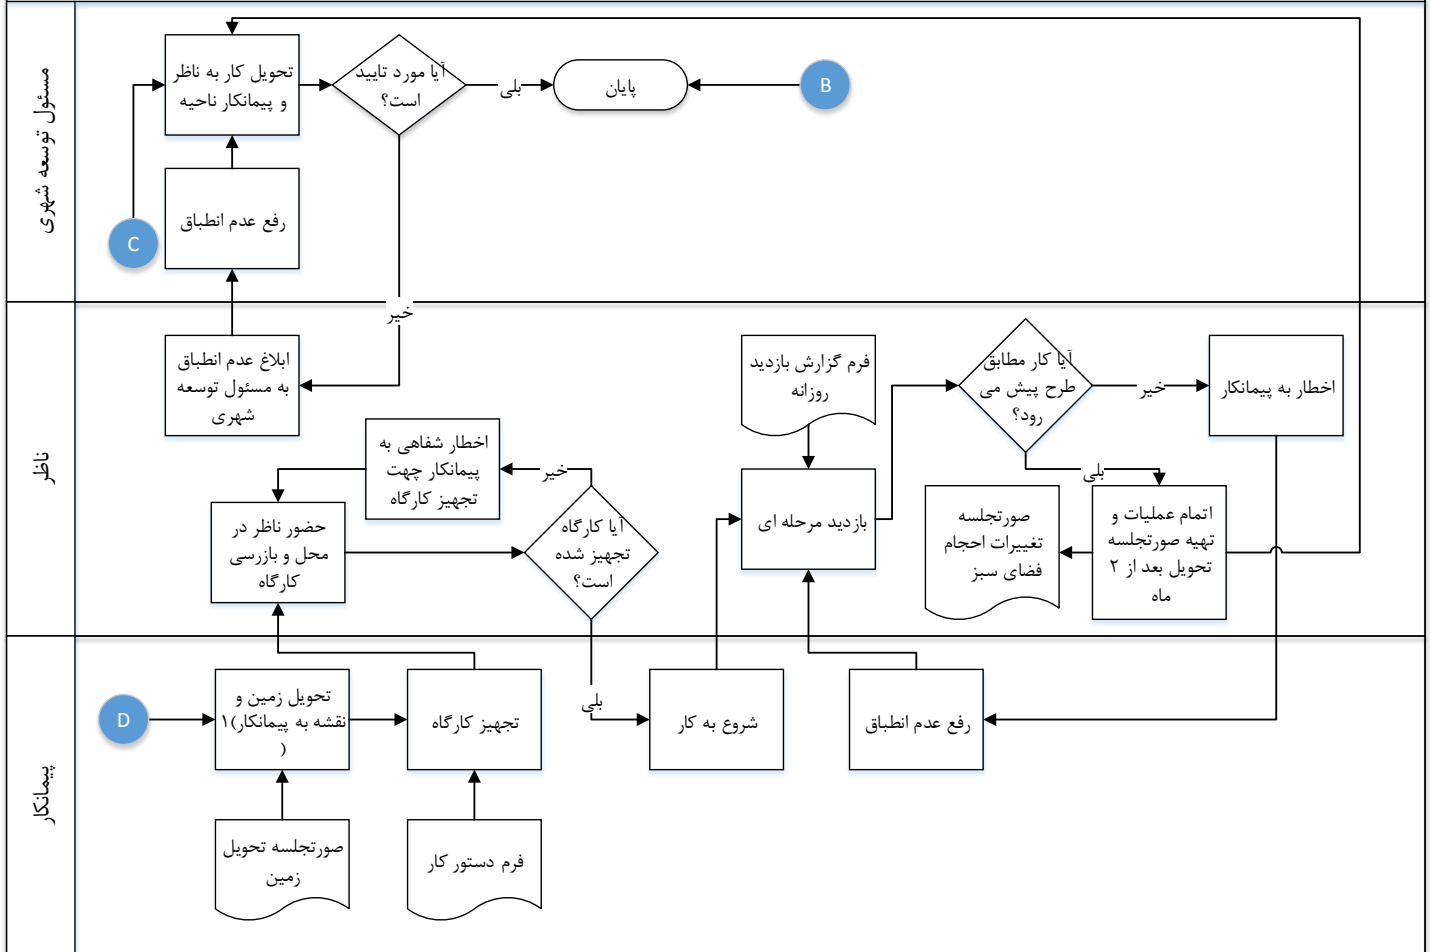 مسئول توسعه شهری
تحویل کار به ناظر
و پیمانکار ناحیه
آیا مورد تایید
است؟
بلی
پایان
B
رفع عدم انطباق
C
خیر
ناظر
ابلاغ عدم انطباق
به مسئول توسعه
شهری
اخطار شفاهی به
پیمانکار چهت
تجهیز کارگاه
خیر
حضور ناظر در
محل و بازرسی
کارگاه
آیا کارگاه
تجهیز شده
است؟
بلی
فرم گزارش بازدید
روزانه
بازدید مرحله ای
آیا کار مطابق
طرح پیش می
رود؟
خیر
اخطار به پیمانکار
بلی
صورتجلسه
تغییرات احجام
فضای سبز
اتمام عملیات و
تهیه صورتجلسه
تحویل بعد از ۲
ماه
پیمانکار
D
تحویل زمین و
نقشه به پیمانکار(۱
)
تجهیز کارگاه
شروع به کار
رفع عدم انطباق
صورتجلسه تحویل
زمین
فرم دستور کار